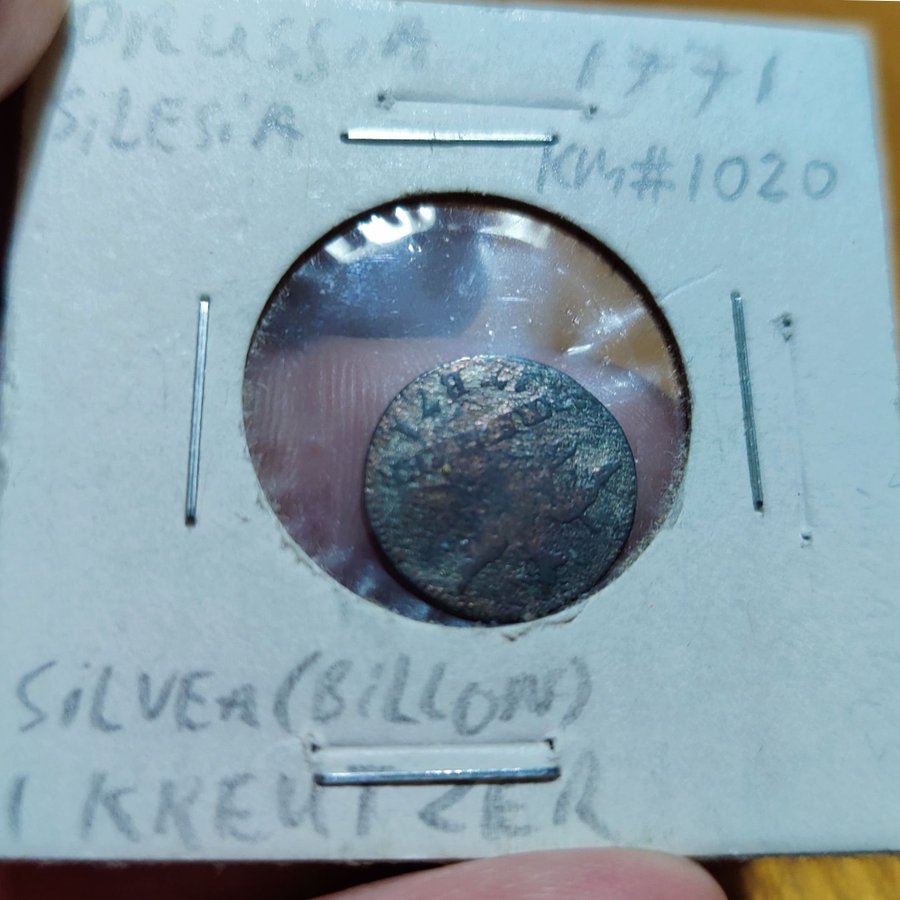 PRUSSiA 1771
SiLESiA KM#1020
SiLVER (BiLLON)
1 KREUTZER